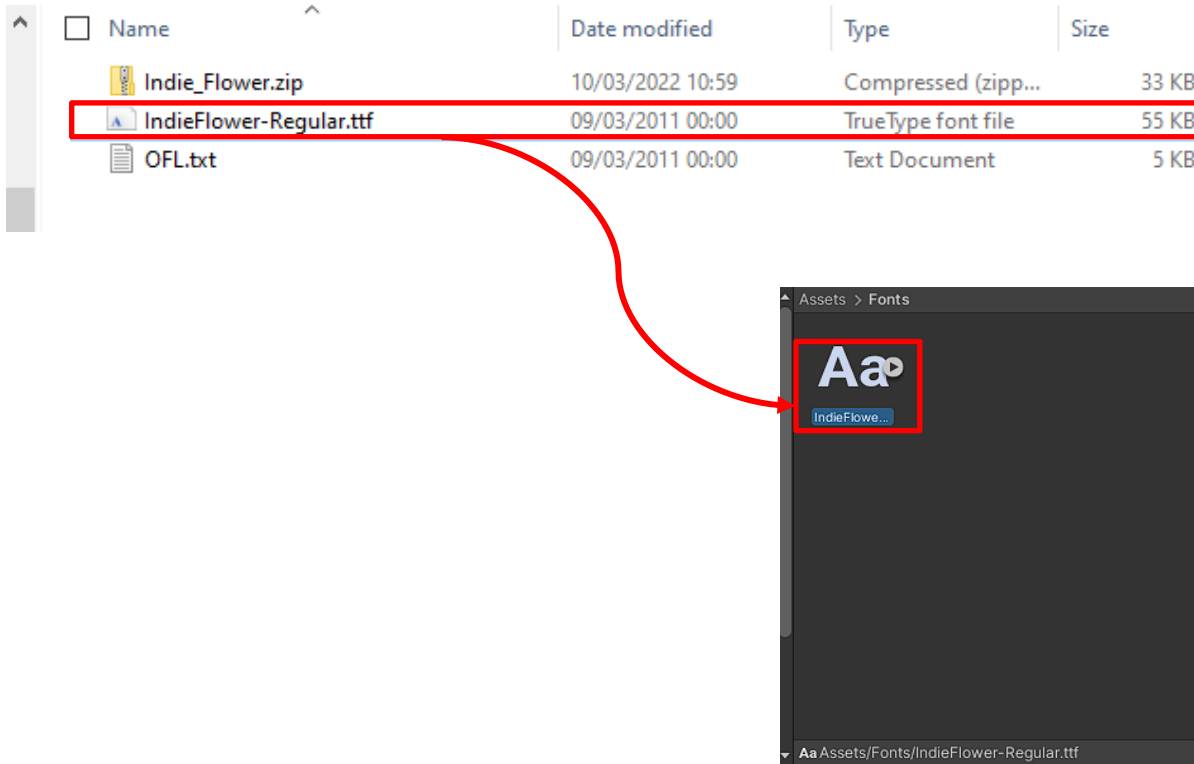 Name Date modified Type Size
Indie_Flower.zip 10/03/2022 10:59 Compressed (zipp... 33 KB
IndieFlower-Regular.ttf 09/03/2011 00:00 TrueType font file 55 KB
OFL.txt 09/03/2011 00:00 Text Document 5 KB
Assets > Fonts
Aa
IndieFlowe...
Aa Assets/Fonts/IndieFlower-Regular.ttf